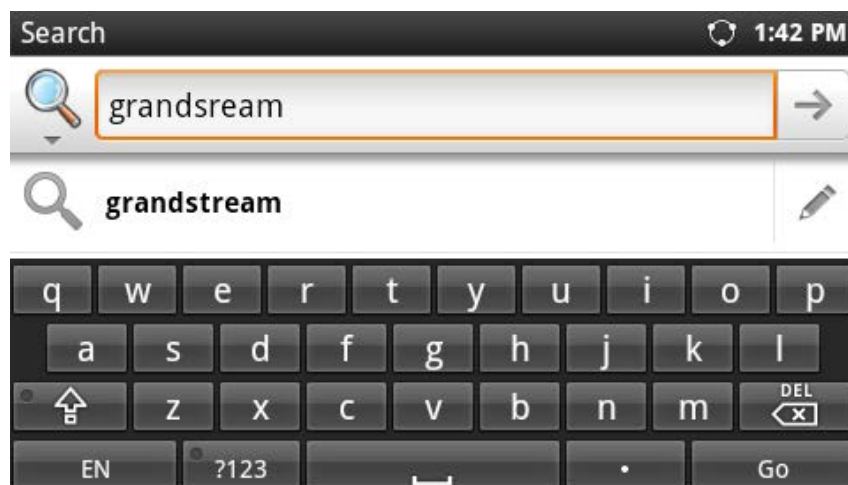 Search 1:42 PM
grandsream
grandstream
q w e r t y u i o p
a s d f g h j k l
z x c v b n m DEL
EN ?123 . Go